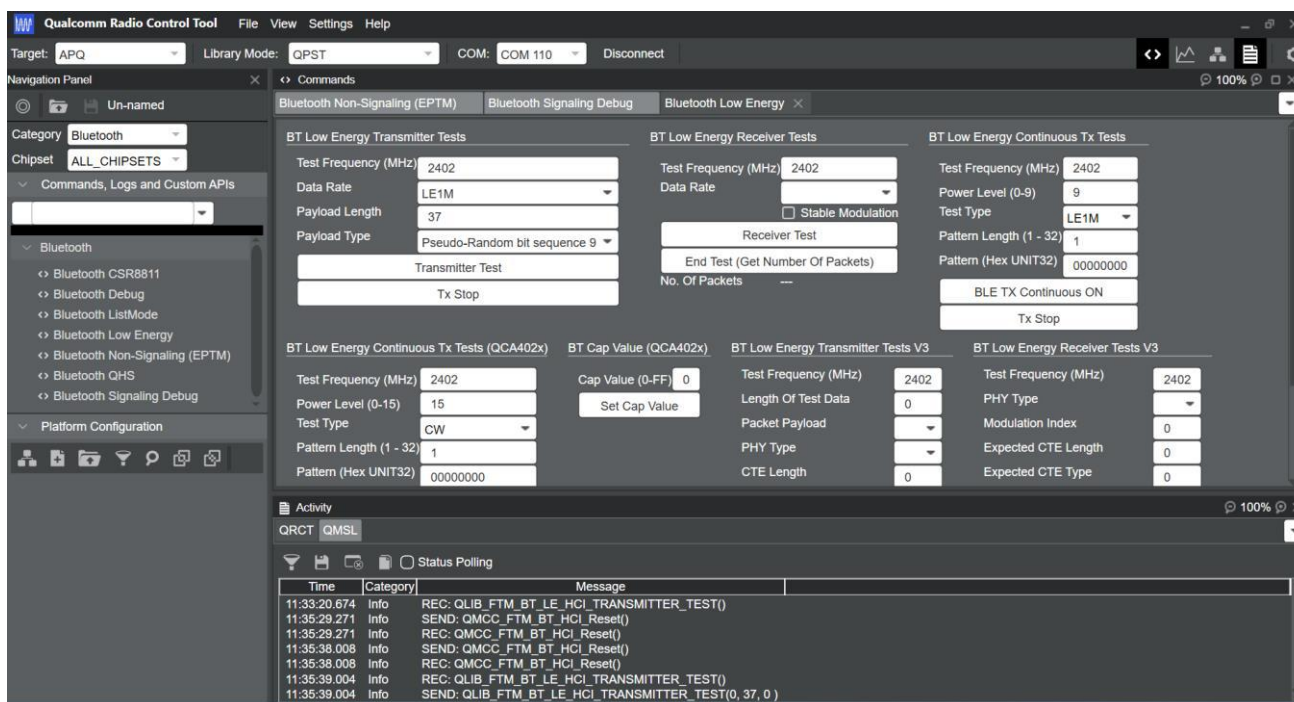 Qualcomm Radio Control Tool File View Settings Help
Target: APQ Library Mode: QPST COM: COM 110 Disconnect
Navigation Panel
Un-named
Category Bluetooth
Chipset ALL_CHIPSETS
Commands, Logs and Custom APIs
Bluetooth
Bluetooth CSR8811
Bluetooth Debug
Bluetooth ListMode
Bluetooth Low Energy
Bluetooth Non-Signaling (EPTM)
Bluetooth QHS
Bluetooth Signaling Debug
Platform Configuration
Commands 100%
Bluetooth Non-Signaling (EPTM) Bluetooth Signaling Debug Bluetooth Low Energy
BT Low Energy Transmitter Tests
Test Frequency (MHz) 2402
Data Rate LE1M
Payload Length 37
Payload Type Pseudo-Random bit sequence 9
Transmitter Test
Tx Stop
BT Low Energy Receiver Tests
Test Frequency (MHz) 2402
Data Rate
Stable Modulation
Receiver Test
End Test (Get Number Of Packets)
No. Of Packets ---
BT Low Energy Continuous Tx Tests
Test Frequency (MHz) 2402
Power Level (0-9) 9
Test Type LE1M
Pattern Length (1 - 32) 1
Pattern (Hex UNIT32) 00000000
BLE TX Continuous ON
Tx Stop
BT Low Energy Continuous Tx Tests (QCA402x)
Test Frequency (MHz) 2402
Power Level (0-15) 15
Test Type CW
Pattern Length (1 - 32) 1
Pattern (Hex UNIT32) 00000000
BT Cap Value (QCA402x)
Cap Value (0-FF) 0
Set Cap Value
BT Low Energy Transmitter Tests V3
Test Frequency (MHz) 2402
Length Of Test Data 0
Packet Payload
PHY Type
CTE Length 0
BT Low Energy Receiver Tests V3
Test Frequency (MHz) 2402
PHY Type
Modulation Index 0
Expected CTE Length 0
Expected CTE Type 0
Activity 100%
QRCT QMSL
Status Polling
Time Category Message
11:33:20.674 Info REC: QLIB_FTM_BT_LE_HCI_TRANSMITTER_TEST()
11:35:29.271 Info SEND: QMCC_FTM_BT_HCI_Reset()
11:35:29.271 Info REC: QMCC_FTM_BT_HCI_Reset()
11:35:38.008 Info SEND: QMCC_FTM_BT_HCI_Reset()
11:35:38.008 Info REC: QMCC_FTM_BT_HCI_Reset()
11:35:39.004 Info REC: QLIB_FTM_BT_LE_HCI_TRANSMITTER_TEST()
11:35:39.004 Info SEND: QLIB_FTM_BT_LE_HCI_TRANSMITTER_TEST(0, 37, 0 )